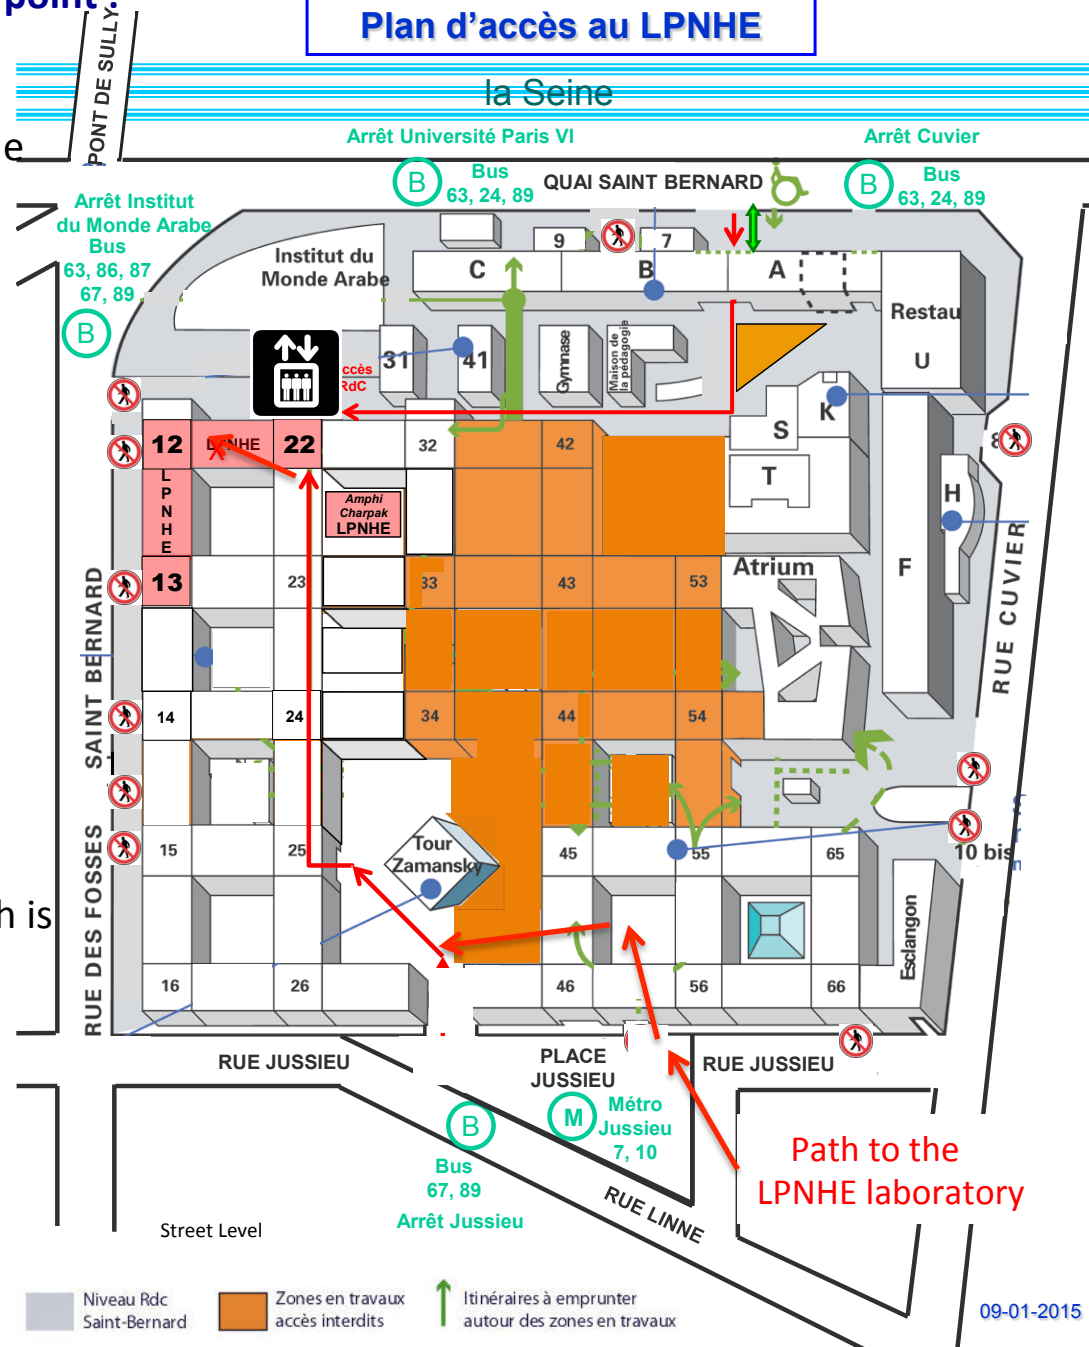 point :
Plan d'accès au LPNHE
PONT DE SULLY
la Seine
e
Arrêt Université Paris VI
Arrêt Cuvier
B
Bus
63, 24, 89
QUAI SAINT BERNARD
B
Bus
63, 24, 89
Arrêt Institut
du Monde Arabe
Bus
63, 86, 87
67, 89
B
Institut du
Monde Arabe
9
7
C
B
A
Restau
U
31
41
Gymnase
Maison de
la pédagogie
ccès
RdC
K
S
T
H
F
8
12
LPNHE
22
32
42
LPNHE
Amphi
Charpak
LPNHE
13
23
33
43
53
Atrium
RUE CUVIER
14
24
34
44
54
SAINT BERNARD
RUE DES FOSSES
15
25
Tour
Zamansky
45
55
65
10 bis
h is
Esclangon
16
26
46
56
66
RUE JUSSIEU
PLACE
JUSSIEU
RUE JUSSIEU
B
Bus
67, 89
Arrêt Jussieu
M
Métro
Jussieu
7, 10
RUE LINNE
Path to the
LPNHE laboratory
Street Level
Niveau Rdc
Saint-Bernard
Zones en travaux
accès interdits
Itinéraires à emprunter
autour des zones en travaux
09-01-2015